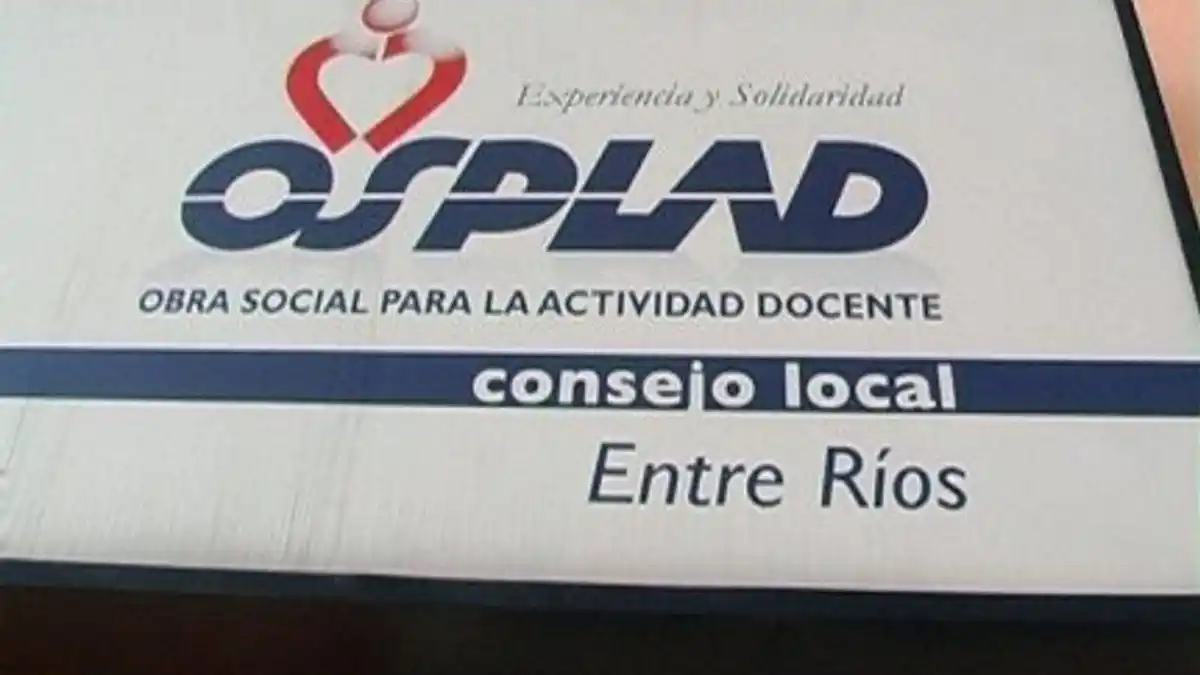 Experiencia y Solidaridad
OSPLAD
OBRA SOCIAL PARA LA ACTIVIDAD DOCENTE
consejo local
Entre Ríos